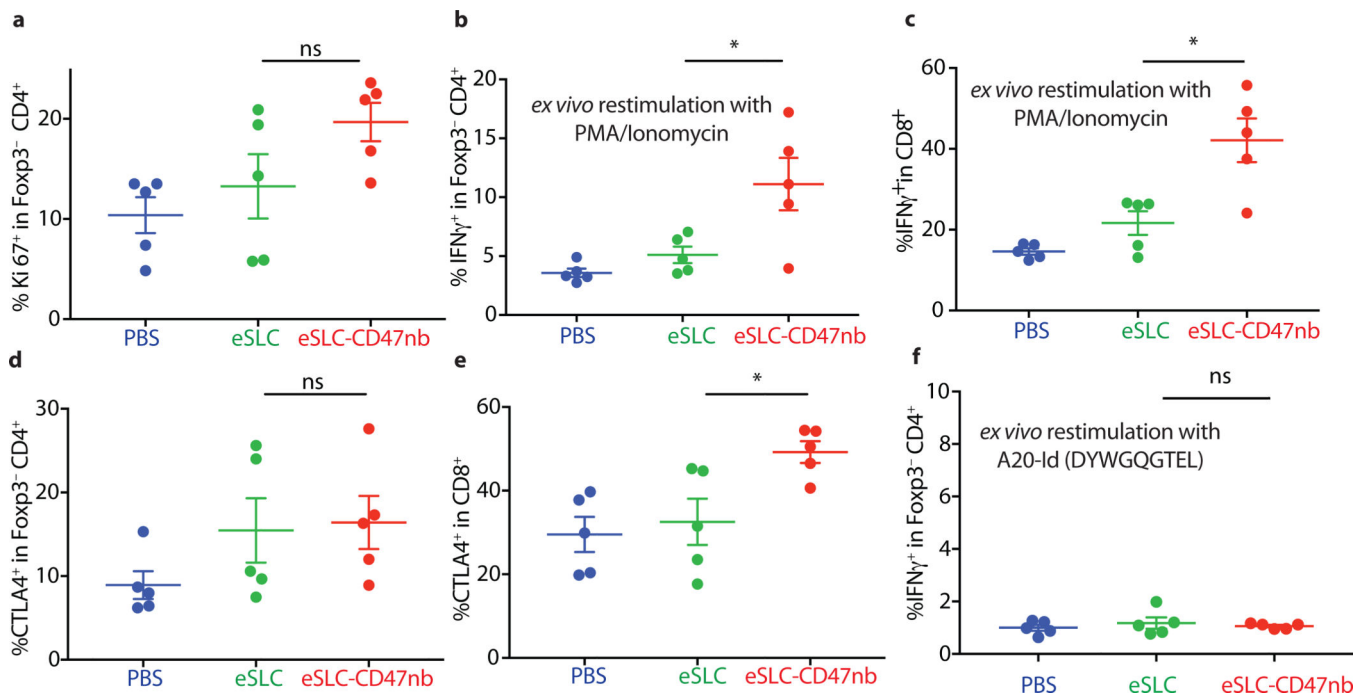 a
ns
% Ki 67⁺ in Foxp3⁻ CD4⁺
20
10
0
PBS
eSLC
eSLC-CD47nb
b
*
ex vivo restimulation with
PMA/Ionomycin
% IFNγ⁺ in Foxp3⁻ CD4⁺
20
15
10
5
0
PBS
eSLC
eSLC-CD47nb
c
*
ex vivo restimulation with
PMA/Ionomycin
%IFNγ⁺in CD8⁺
60
40
20
0
PBS
eSLC
eSLC-CD47nb
d
ns
%CTLA4⁺ in Foxp3⁻ CD4⁺
30
20
10
0
PBS
eSLC
eSLC-CD47nb
e
*
%CTLA4⁺ in CD8⁺
60
40
20
0
PBS
eSLC
eSLC-CD47nb
f
ns
ex vivo restimulation with
A20-Id (DYWGQGTEL)
%IFNγ⁺ in Foxp3⁻ CD4⁺
10
8
6
4
2
0
PBS
eSLC
eSLC-CD47nb